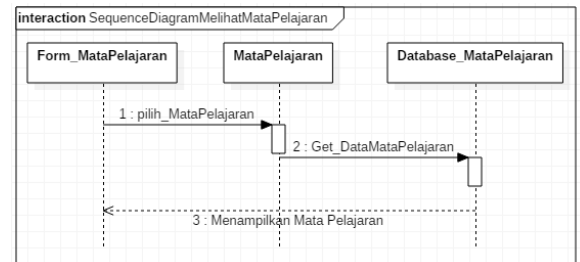 interaction SequenceDiagramMelihatMataPelajaran
Form_MataPelajaran
MataPelajaran
Database_MataPelajaran
1 : pilih_MataPelajaran
2 : Get_DataMataPelajaran
3 : Menampilkan Mata Pelajaran